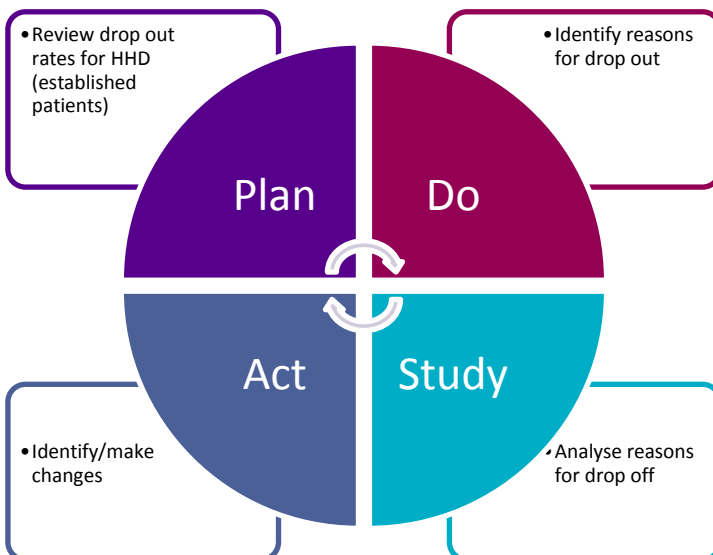 •Review drop out
rates for HHD
(established
patients)
•Identify reasons
for drop out
Plan
Do
Act
Study
•Identify/make
changes
•Analyse reasons
for drop off